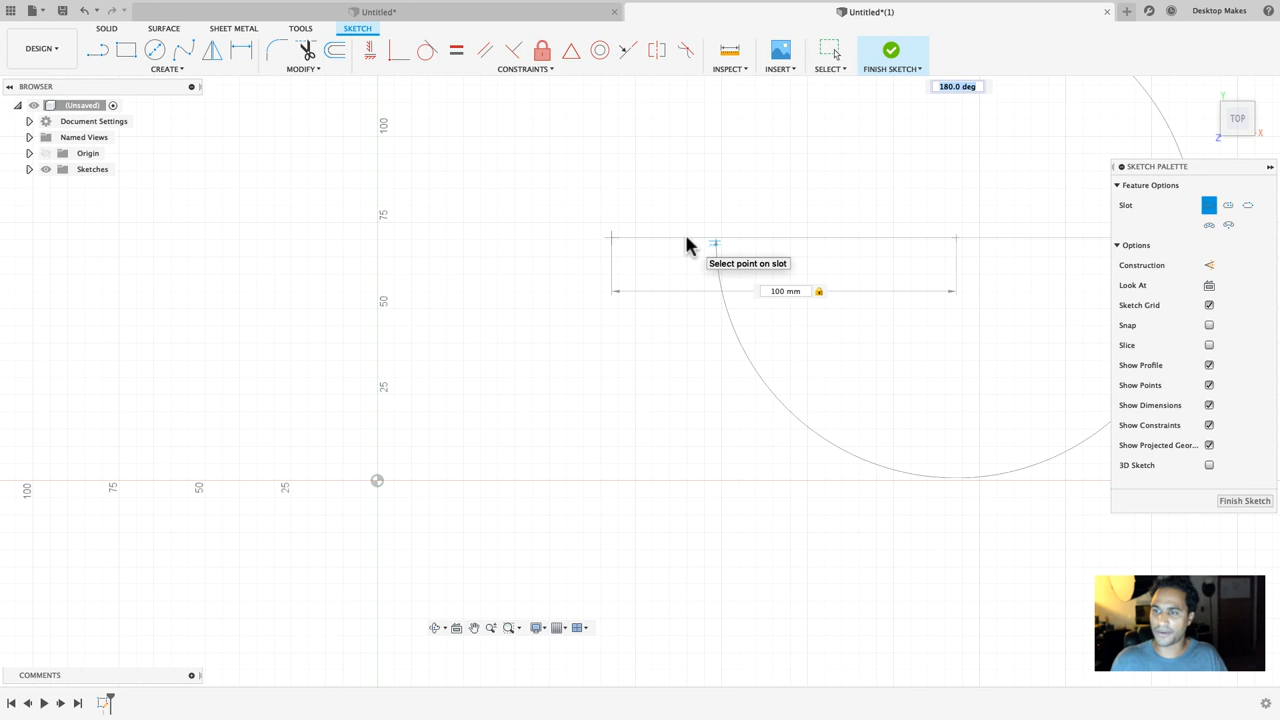 Untitled*
Untitled*(1)
Desktop Makes
SOLID
SURFACE
SHEET METAL
TOOLS
SKETCH
DESIGN
CREATE
MODIFY
CONSTRAINTS
INSPECT
INSERT
SELECT
FINISH SKETCH
BROWSER
(Unsaved)
Document Settings
Named Views
Origin
Sketches
180.0 deg
TOP
Y
X
Z
100
75
50
25
100
75
50
25
Select point on slot
100 mm
SKETCH PALETTE
Feature Options
Slot
Options
Construction
Look At
Sketch Grid
Snap
Slice
Show Profile
Show Points
Show Dimensions
Show Constraints
Show Projected Geor...
3D Sketch
Finish Sketch
COMMENTS